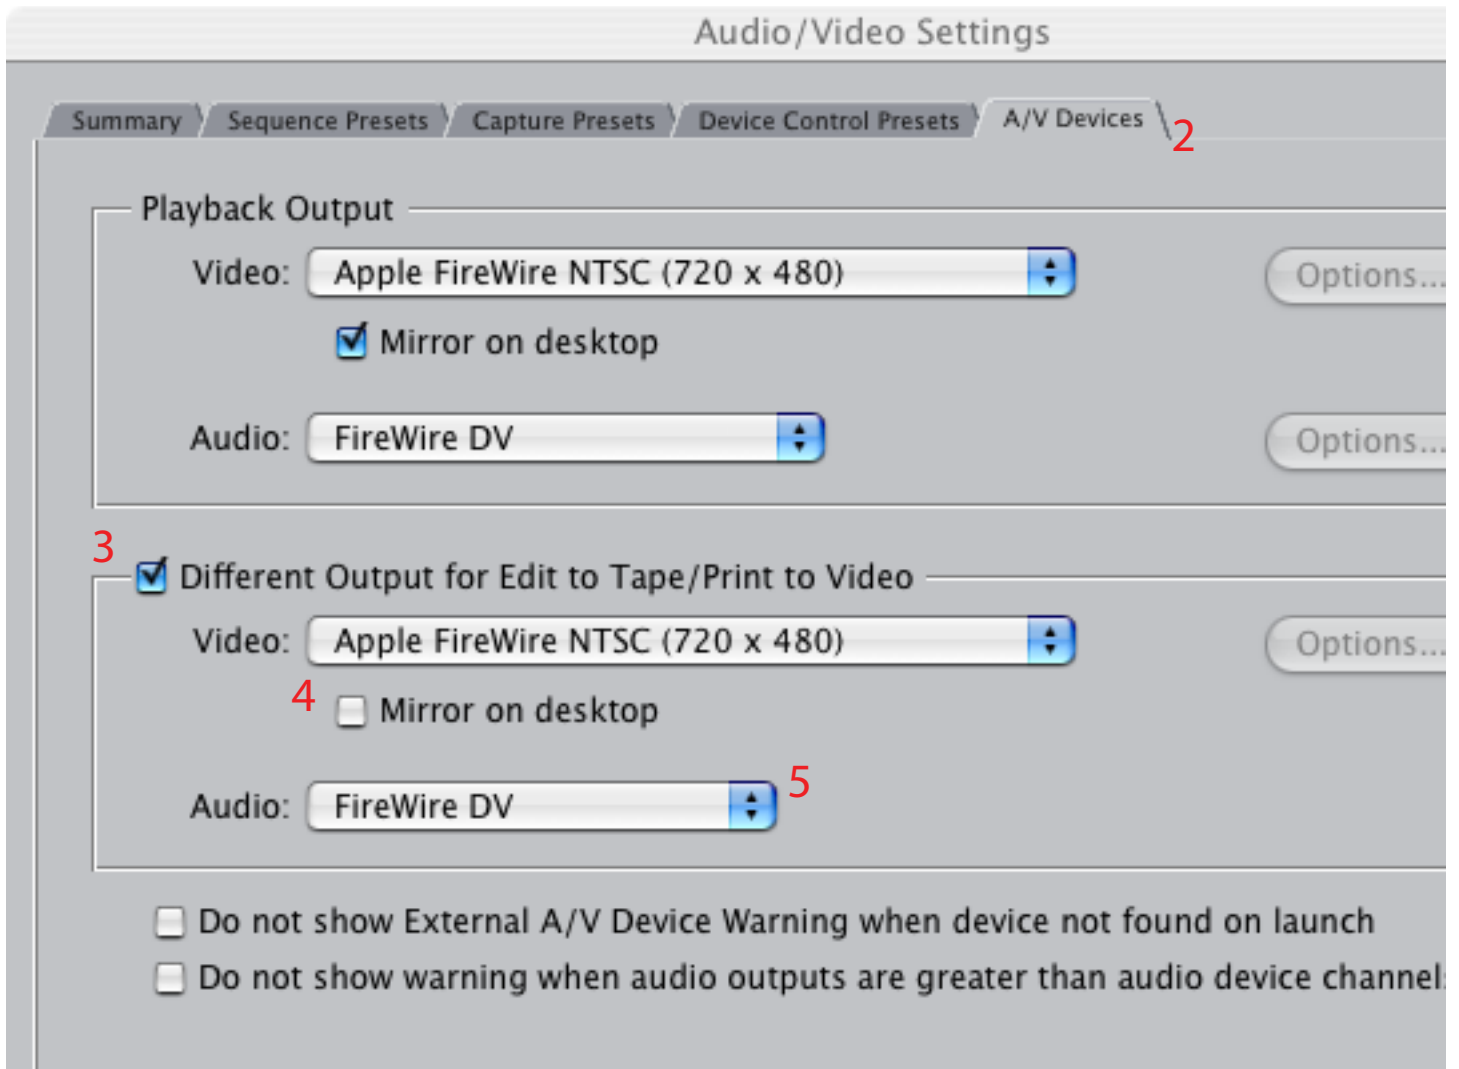 Audio/Video Settings
Summary Sequence Presets Capture Presets Device Control Presets A/V Devices 2
Playback Output
Video: Apple FireWire NTSC (720 x 480) Options...
Mirror on desktop
Audio: FireWire DV Options...
3
Different Output for Edit to Tape/Print to Video
Video: Apple FireWire NTSC (720 x 480) Options...
4 Mirror on desktop
Audio: FireWire DV 5
Do not show External A/V Device Warning when device not found on launch
Do not show warning when audio outputs are greater than audio device channels